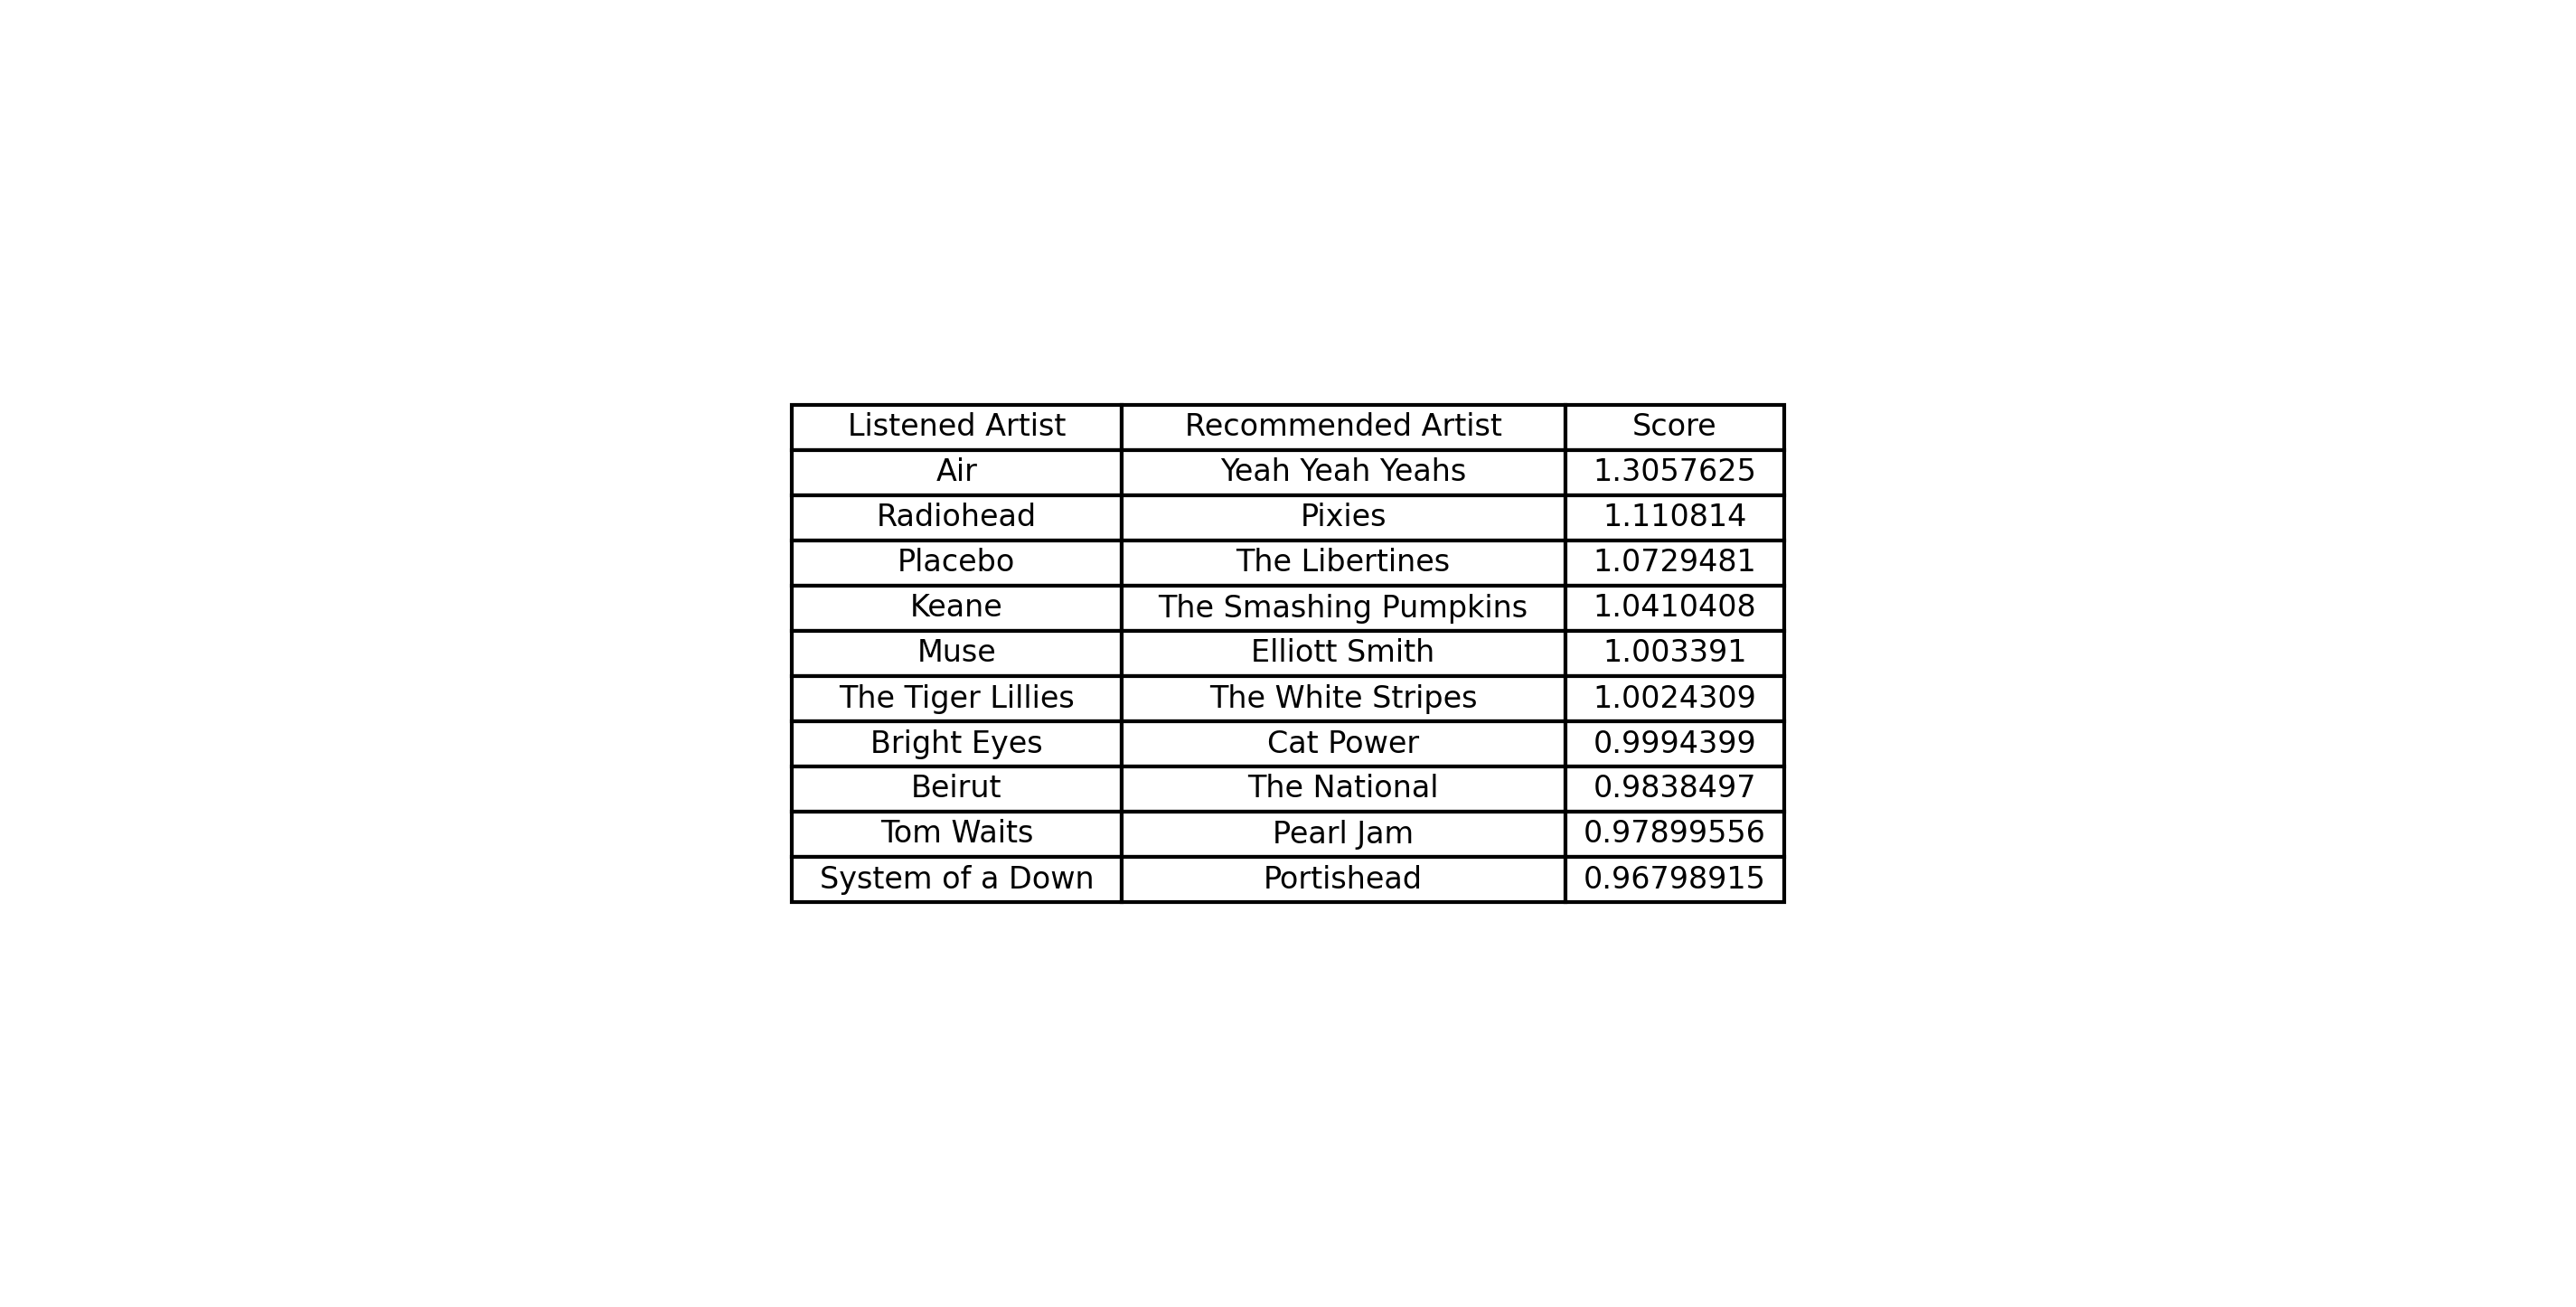 Listened Artist Recommended Artist Score
Air Yeah Yeah Yeahs 1.3057625
Radiohead Pixies 1.110814
Placebo The Libertines 1.0729481
Keane The Smashing Pumpkins 1.0410408
Muse Elliott Smith 1.003391
The Tiger Lillies The White Stripes 1.0024309
Bright Eyes Cat Power 0.9994399
Beirut The National 0.9838497
Tom Waits Pearl Jam 0.97899556
System of a Down Portishead 0.96798915